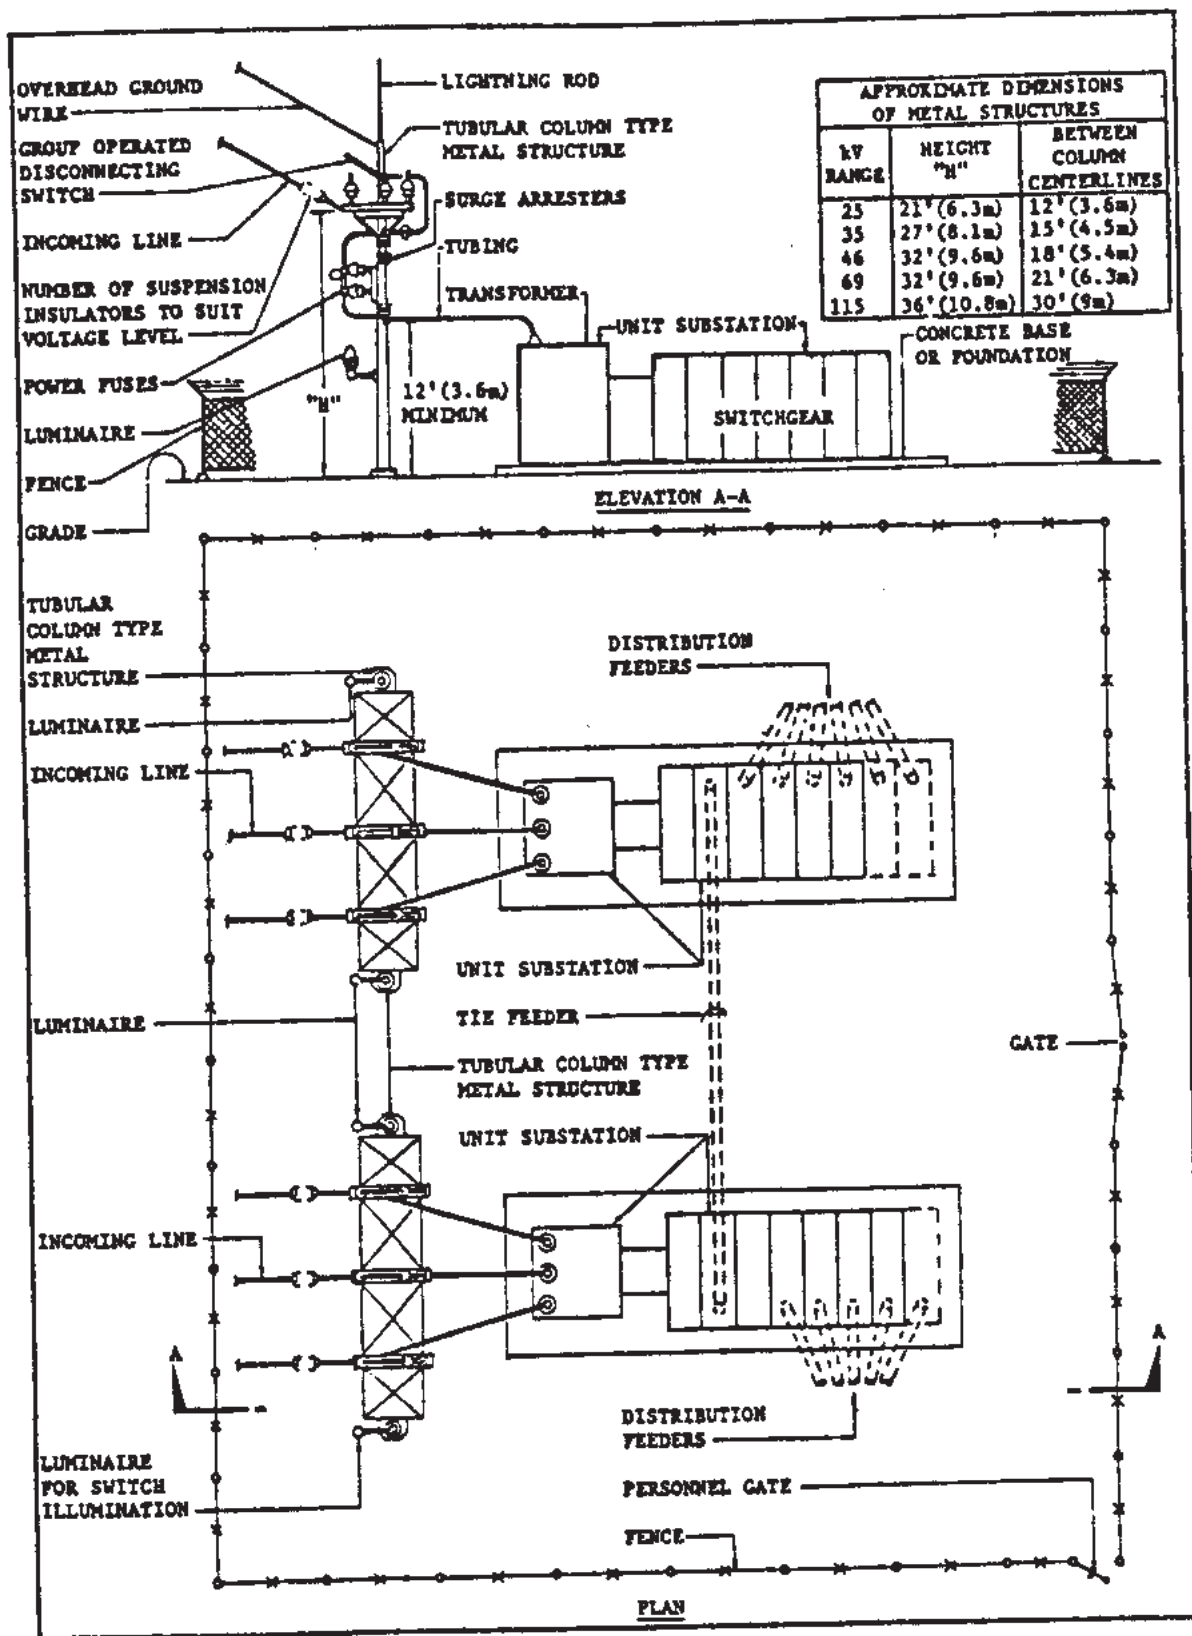 OVERHEAD GROUND
WIRE
GROUP OPERATED
DISCONNECTING
SWITCH
INCOMING LINE
NUMBER OF SUSPENSION
INSULATORS TO SUIT
VOLTAGE LEVEL
POWER FUSES
LUMINAIRE
FENCE
GRADE
LIGHTNING ROD
TUBULAR COLUMN TYPE
METAL STRUCTURE
SURGE ARRESTERS
TUBING
TRANSFORMER
UNIT SUBSTATION
"H"
12'(3.6m)
MINIMUM
SWITCHGEAR
CONCRETE BASE
OR FOUNDATION
APPROXIMATE DIMENSIONS
OF METAL STRUCTURES
kV RANGE
HEIGHT "H"
BETWEEN COLUMN CENTERLINES
25 21'(6.3m) 12'(3.6m)
35 27'(8.1m) 15'(4.5m)
46 32'(9.6m) 18'(5.4m)
69 32'(9.6m) 21'(6.3m)
115 36'(10.8m) 30'(9m)
ELEVATION A-A
TUBULAR
COLUMN TYPE
METAL
STRUCTURE
LUMINAIRE
INCOMING LINE
DISTRIBUTION
FEEDERS
UNIT SUBSTATION
TIE FEEDER
LUMINAIRE
GATE
TUBULAR COLUMN TYPE
METAL STRUCTURE
UNIT SUBSTATION
INCOMING LINE
A
A
DISTRIBUTION
FEEDERS
LUMINAIRE
FOR SWITCH
ILLUMINATION
PERSONNEL GATE
FENCE
PLAN